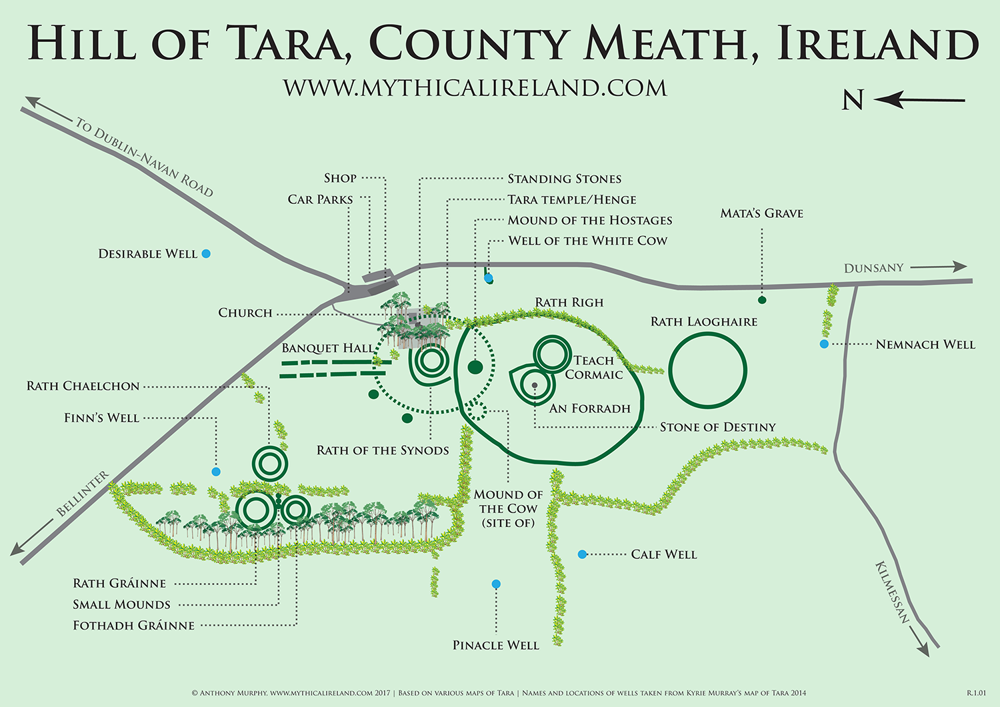 Hill of Tara, County Meath, Ireland
www.mythicalireland.com
N
To Dublin-Navan Road
Shop
Car Parks
Standing Stones
Tara temple/Henge
Mound of the Hostages
Well of the White Cow
Mata's Grave
Desirable Well
Dunsany
Church
Rath Righ
Rath Laoghaire
Banquet Hall
Nemnach Well
Teach
Cormaic
Rath Chaelchon
An Forradh
Finn's Well
Stone of Destiny
Rath of the Synods
Bellinter
Mound of
the Cow
(site of)
Calf Well
Rath Gráinne
Small Mounds
Fothadh Gráinne
Kilmessan
Pinacle Well
© Anthony Murphy, www.mythicalireland.com 2017 | Based on various maps of Tara | Names and locations of wells taken from Kyrie Murray's map of Tara 2014
R.1.01